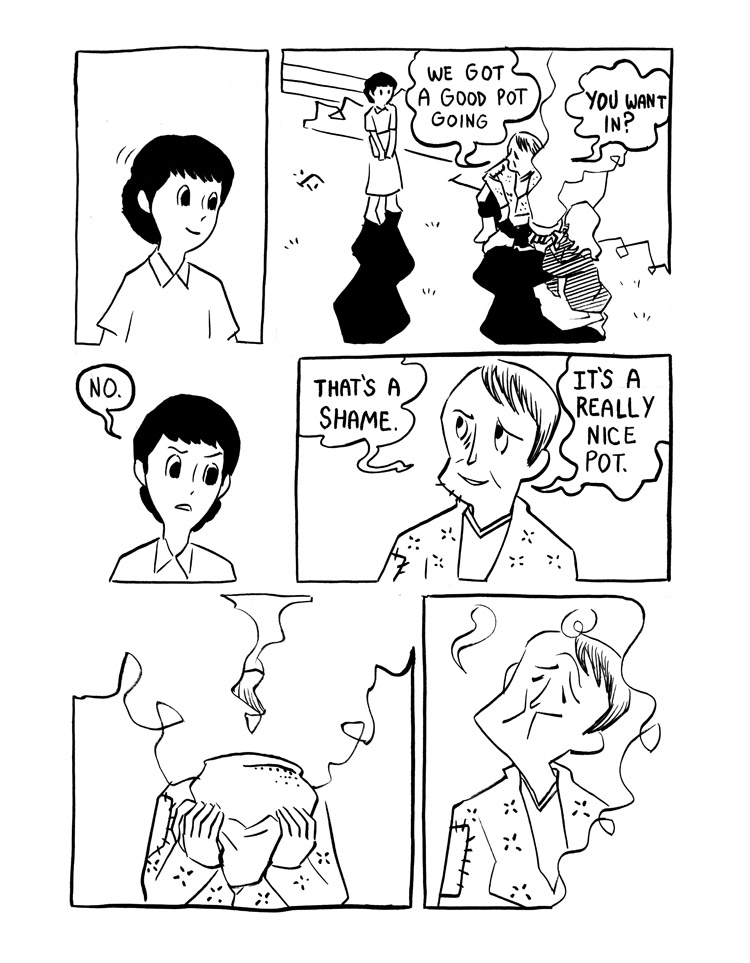 WE GOT
A GOOD POT
GOING
YOU WANT
IN?
NO.
THAT'S A
SHAME.
IT'S A
REALLY
NICE
POT.